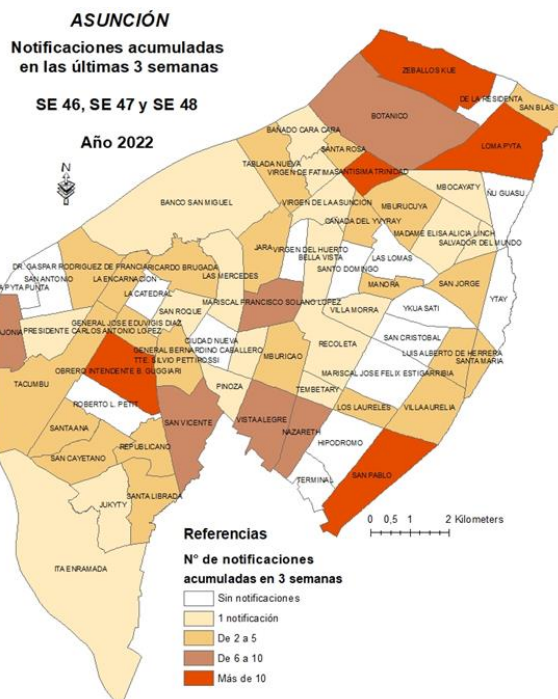 ASUNCIÓN
Notificaciones acumuladas
en las últimas 3 semanas
SE 46, SE 47 y SE 48
Año 2022
N
ZEBALLOS KUE
DE LA RESIDENTA
SAN BLAS
BOTANICO
LOMA PYTA
BAÑADO CARA CARA
SANTA ROSA
TABLADA NUEVA
VIRGEN DE FATIMA
SANTISIMA TRINIDAD
MBOCAYATY
ÑU GUASU
BANCO SAN MIGUEL
VIRGEN DE LA ASUNCION
MBURUCUYA
CAÑADA DEL YVYRAY
MADAME ELISA ALICIA LINCH
SALVADOR DEL MUNDO
JARA
VIRGEN DEL HUERTO
BELLA VISTA
LAS LOMAS
SANTO DOMINGO
DR. GASPAR RODRIGUEZ DE FRANCIA
RICARDO BRUGADA
SAN ANTONIO
LA ENCARNACION
LAS MERCEDES
MANORA
SAN JORGE
PYTA PUNTA
LA CATEDRAL
MARISCAL FRANCISCO SOLANO LOPEZ
YTAY
SAN ROQUE
VILLA MORRA
YKUA SATI
AJONIA
PRESIDENTE CARLOS ANTONIO LOPEZ
GENERAL JOSE EDUVIGIS DIAZ
CIUDAD NUEVA
SAN CRISTOBAL
GENERAL BERNARDINO CABALLERO
RECOLETA
LUIS ALBERTO DE HERRERA
TTE. SILVIO PETTIROSSI
MBURICAO
SANTA MARIA
OBRERO INTENDENTE B. GUGGIARI
MARISCAL JOSE FELIX ESTIGARRIBIA
TACUMBU
PINOZA
TEMBETARY
ROBERTO L. PETIT
LOS LAURELES
VILLA AURELIA
SANTA ANA
SAN VICENTE
VISTA ALEGRE
NAZARETH
HIPODROMO
REPUBLICANO
SAN CAYETANO
SAN PABLO
TERMINAL
SANTA LIBRADA
JUKYTY
0 0,5 1 2 Kilometers
ITA ENRAMADA
Referencias
N° de notificaciones
acumuladas en 3 semanas
Sin notificaciones
1 notificación
De 2 a 5
De 6 a 10
Más de 10